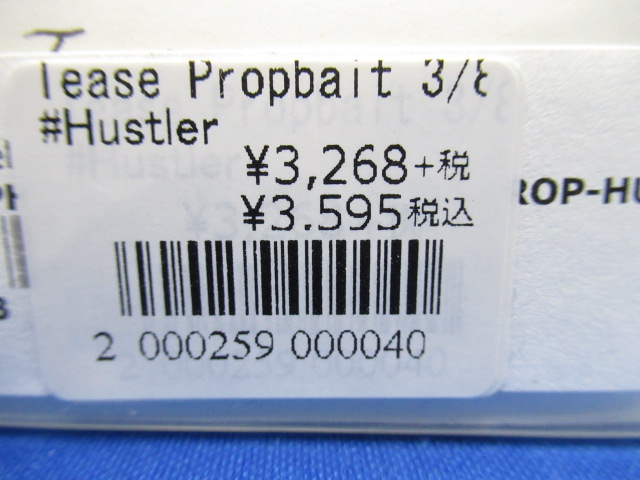 Tease Propbait 3/8
#Hustler
¥3,268+税
¥3.595税込
ROP-HU
2 000259 000040